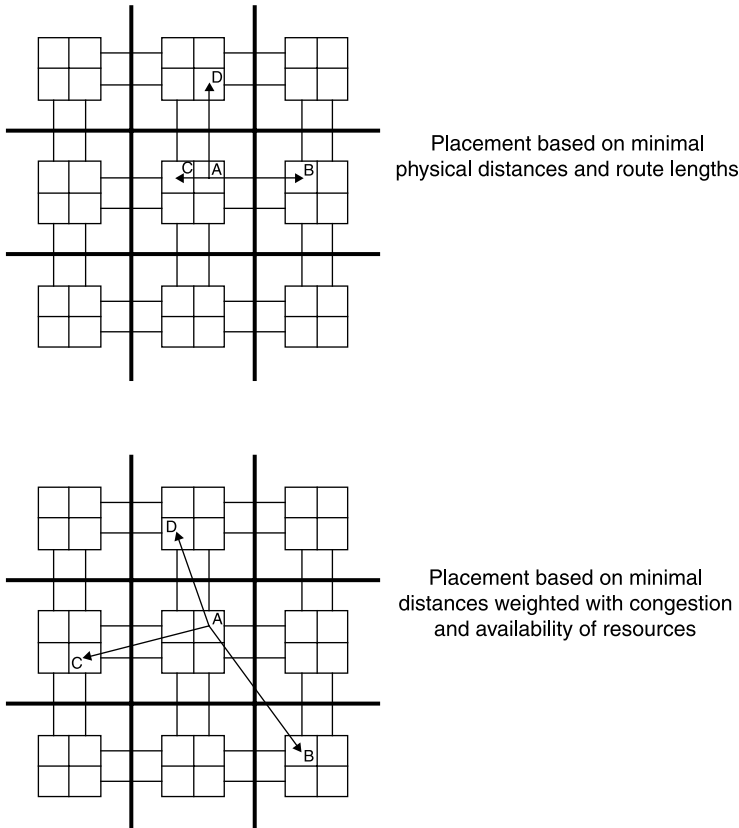 D
C
A
B
Placement based on minimal
physical distances and route lengths
D
A
C
B
Placement based on minimal
distances weighted with congestion
and availability of resources